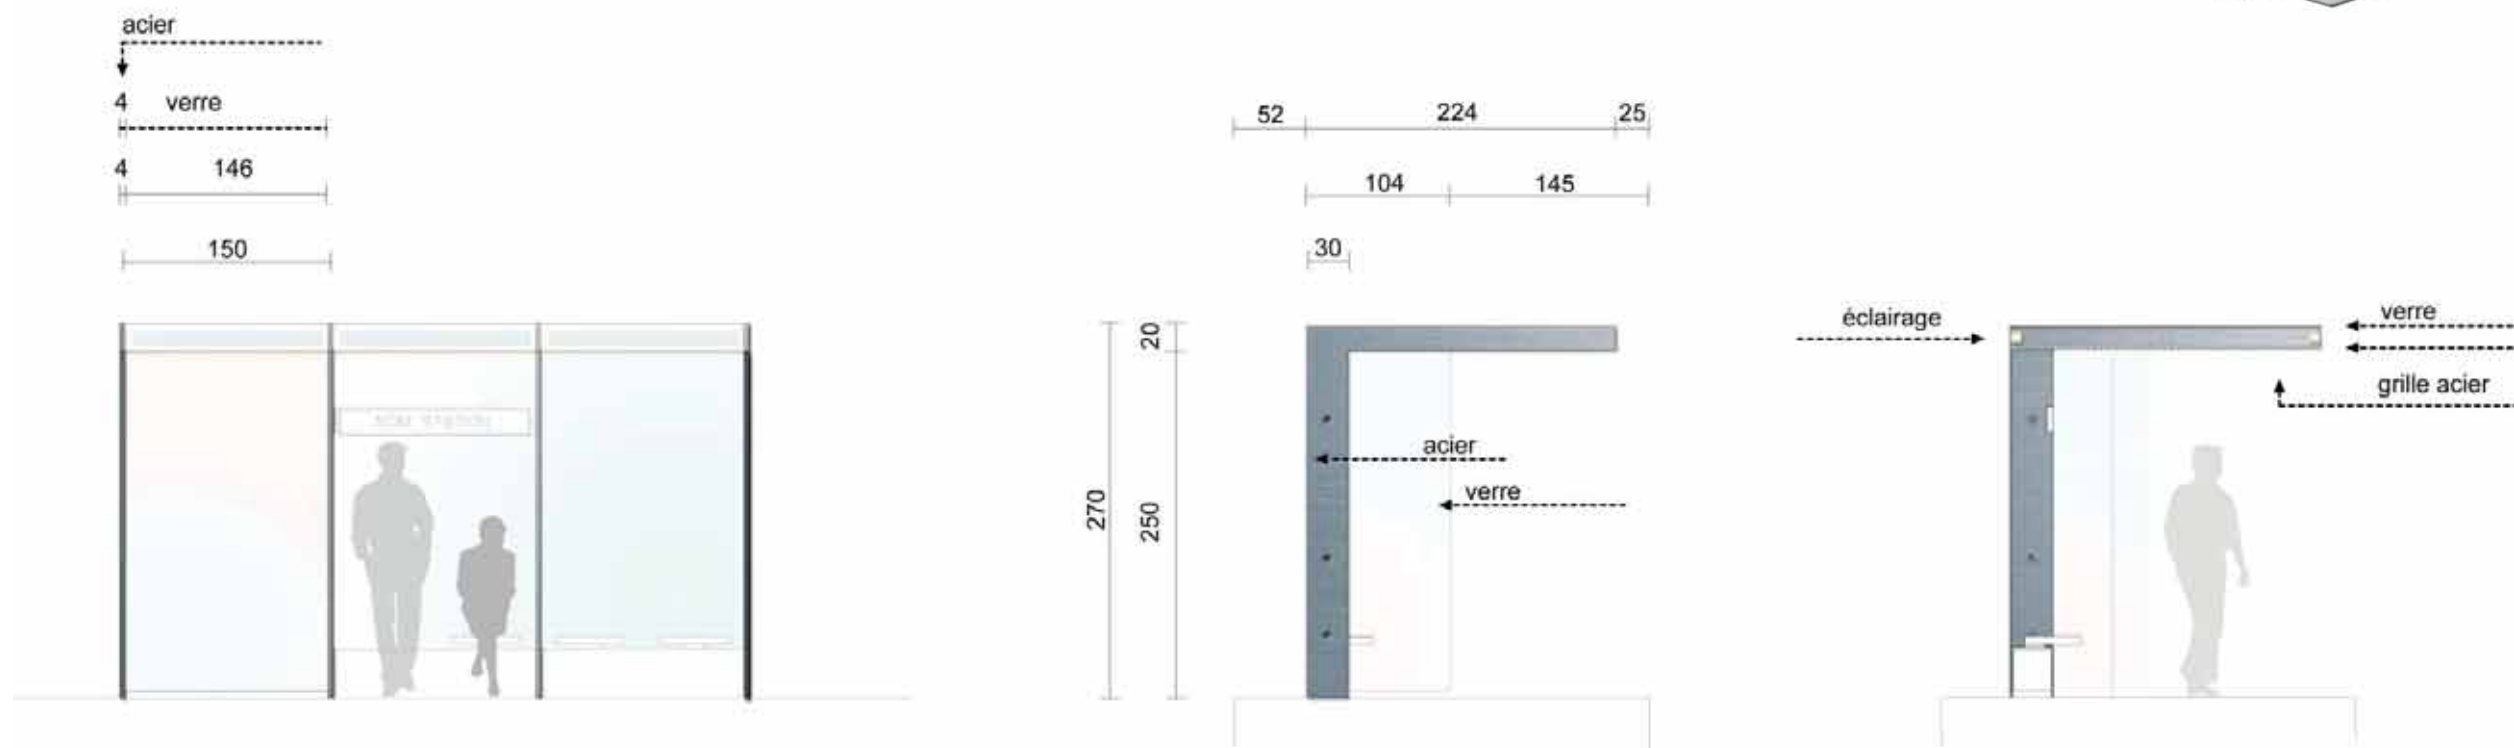 acier
4 verre
4 146
150
52 224 25
104 145
30
20
270
250
acier
verre
éclairage
verre
grille acier